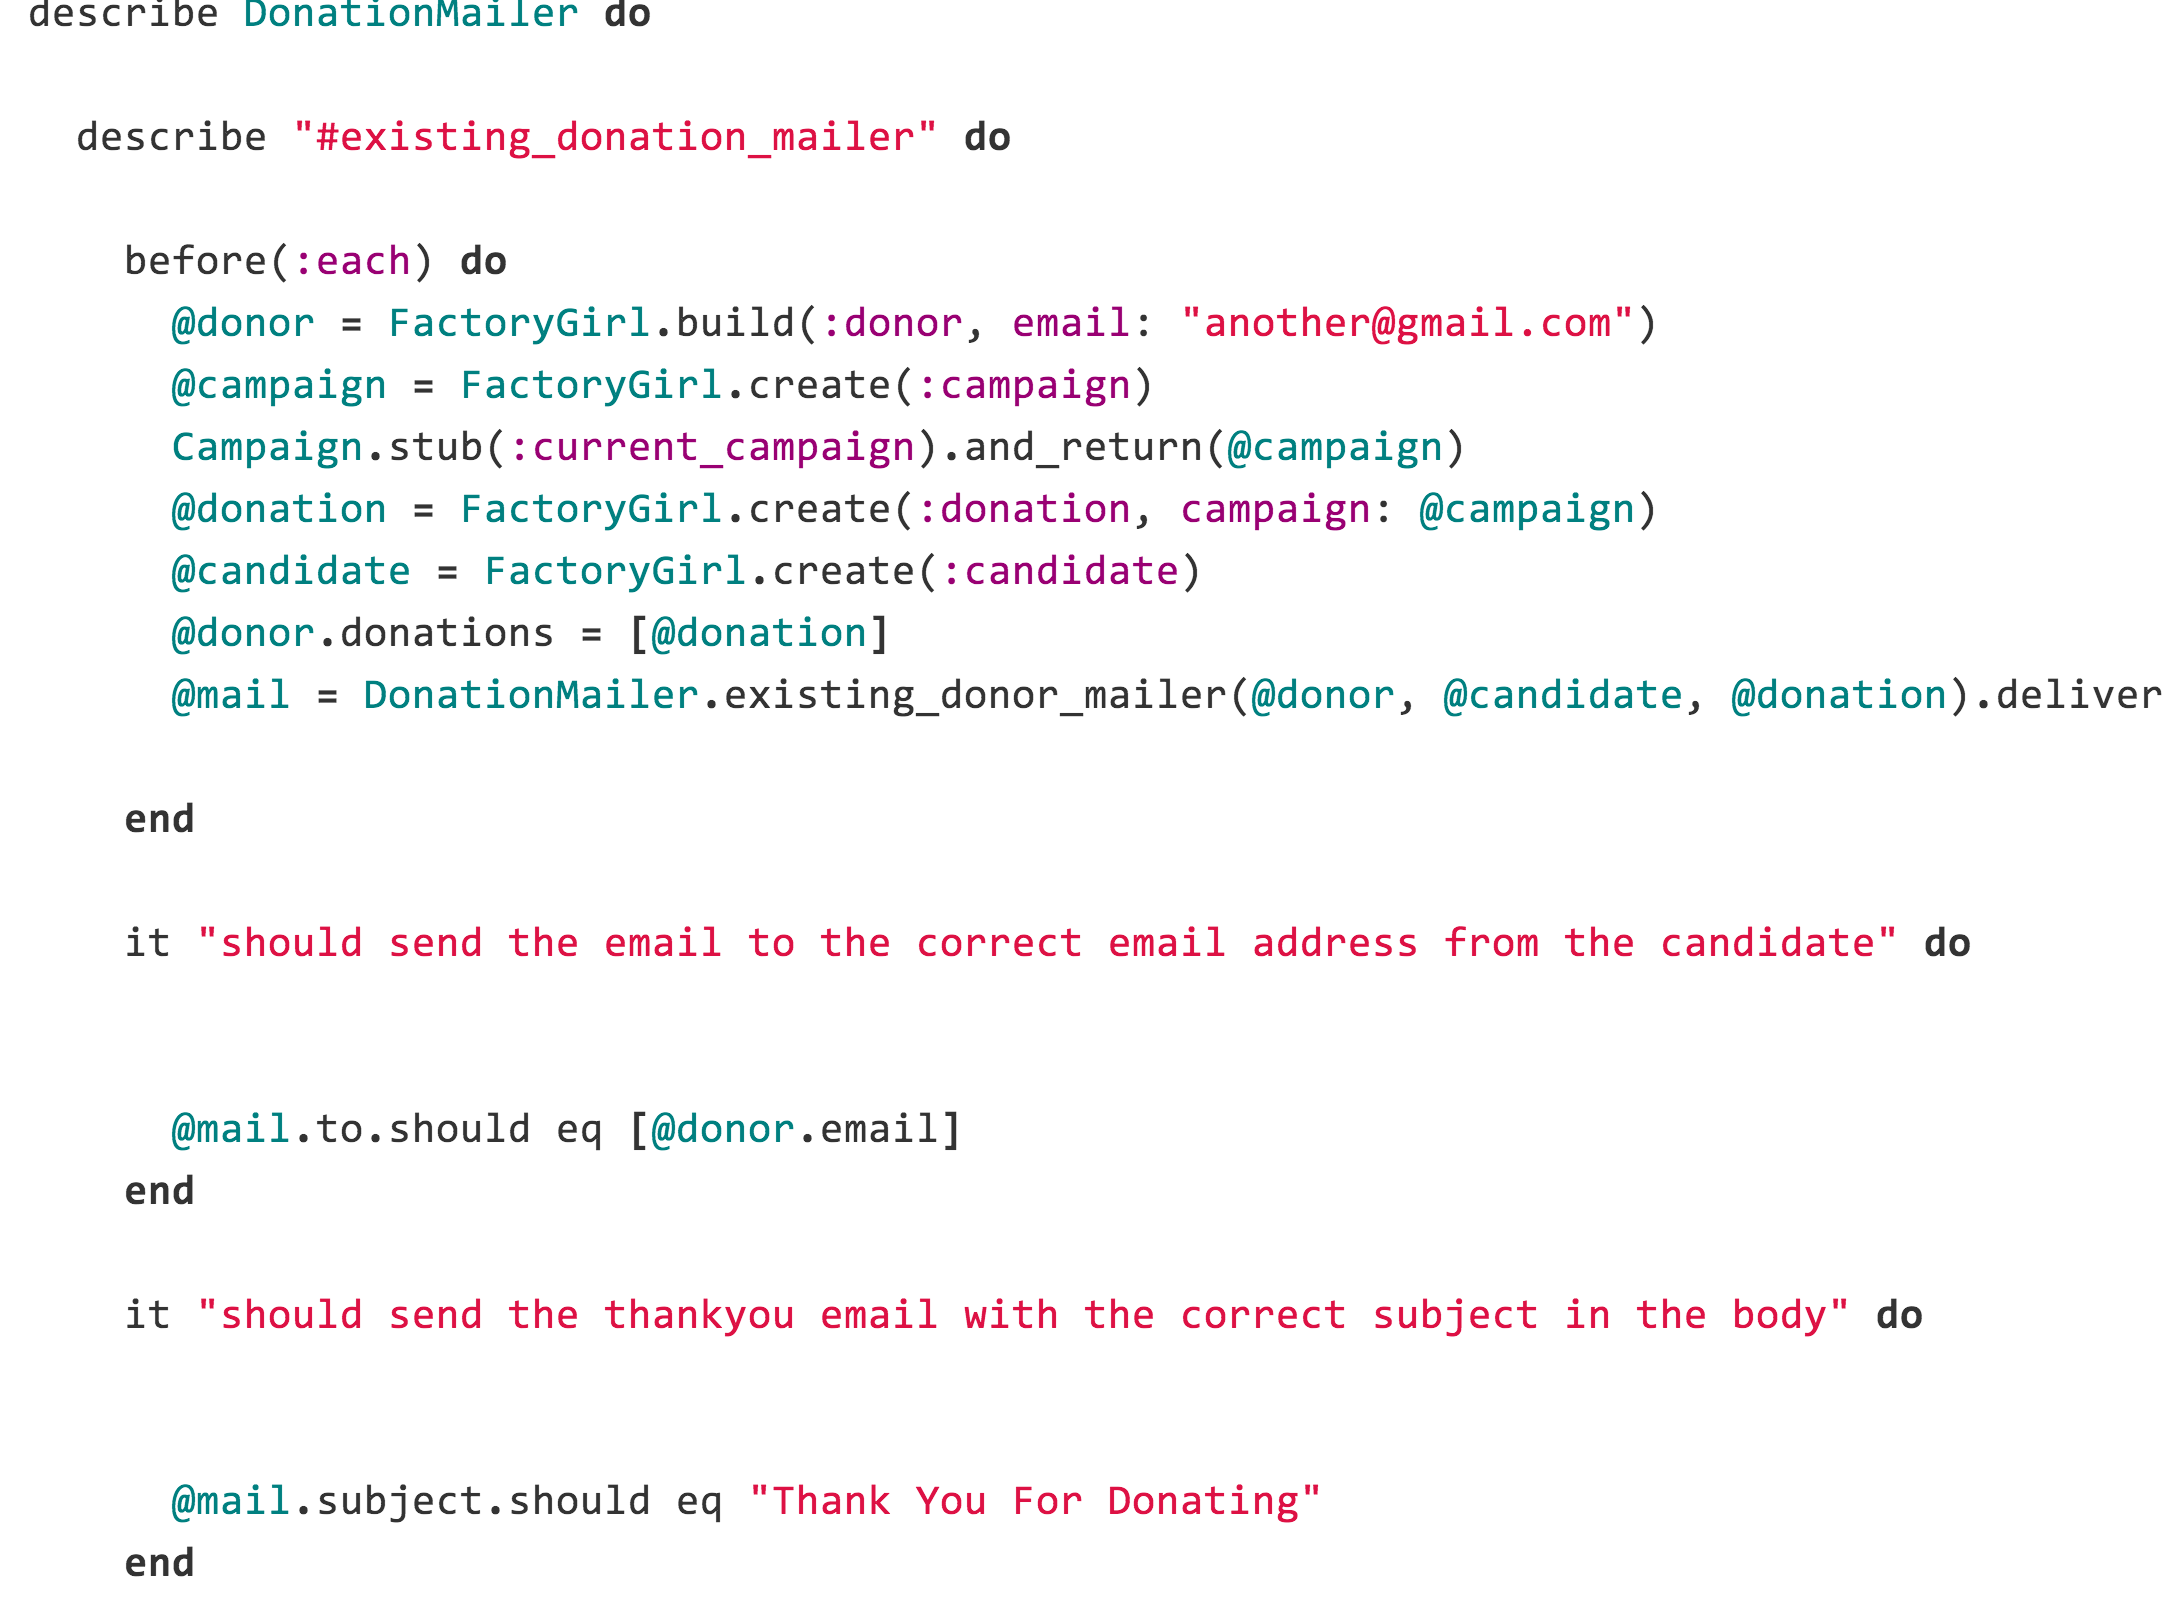 describe DonationMailer do
describe "#existing_donation_mailer" do
before(:each) do
@donor = FactoryGirl.build(:donor, email: "another@gmail.com")
@campaign = FactoryGirl.create(:campaign)
Campaign.stub(:current_campaign).and_return(@campaign)
@donation = FactoryGirl.create(:donation, campaign: @campaign)
@candidate = FactoryGirl.create(:candidate)
@donor.donations = [@donation]
@mail = DonationMailer.existing_donor_mailer(@donor, @candidate, @donation).deliver
end
it "should send the email to the correct email address from the candidate" do
@mail.to.should eq [@donor.email]
end
it "should send the thankyou email with the correct subject in the body" do
@mail.subject.should eq "Thank You For Donating"
end